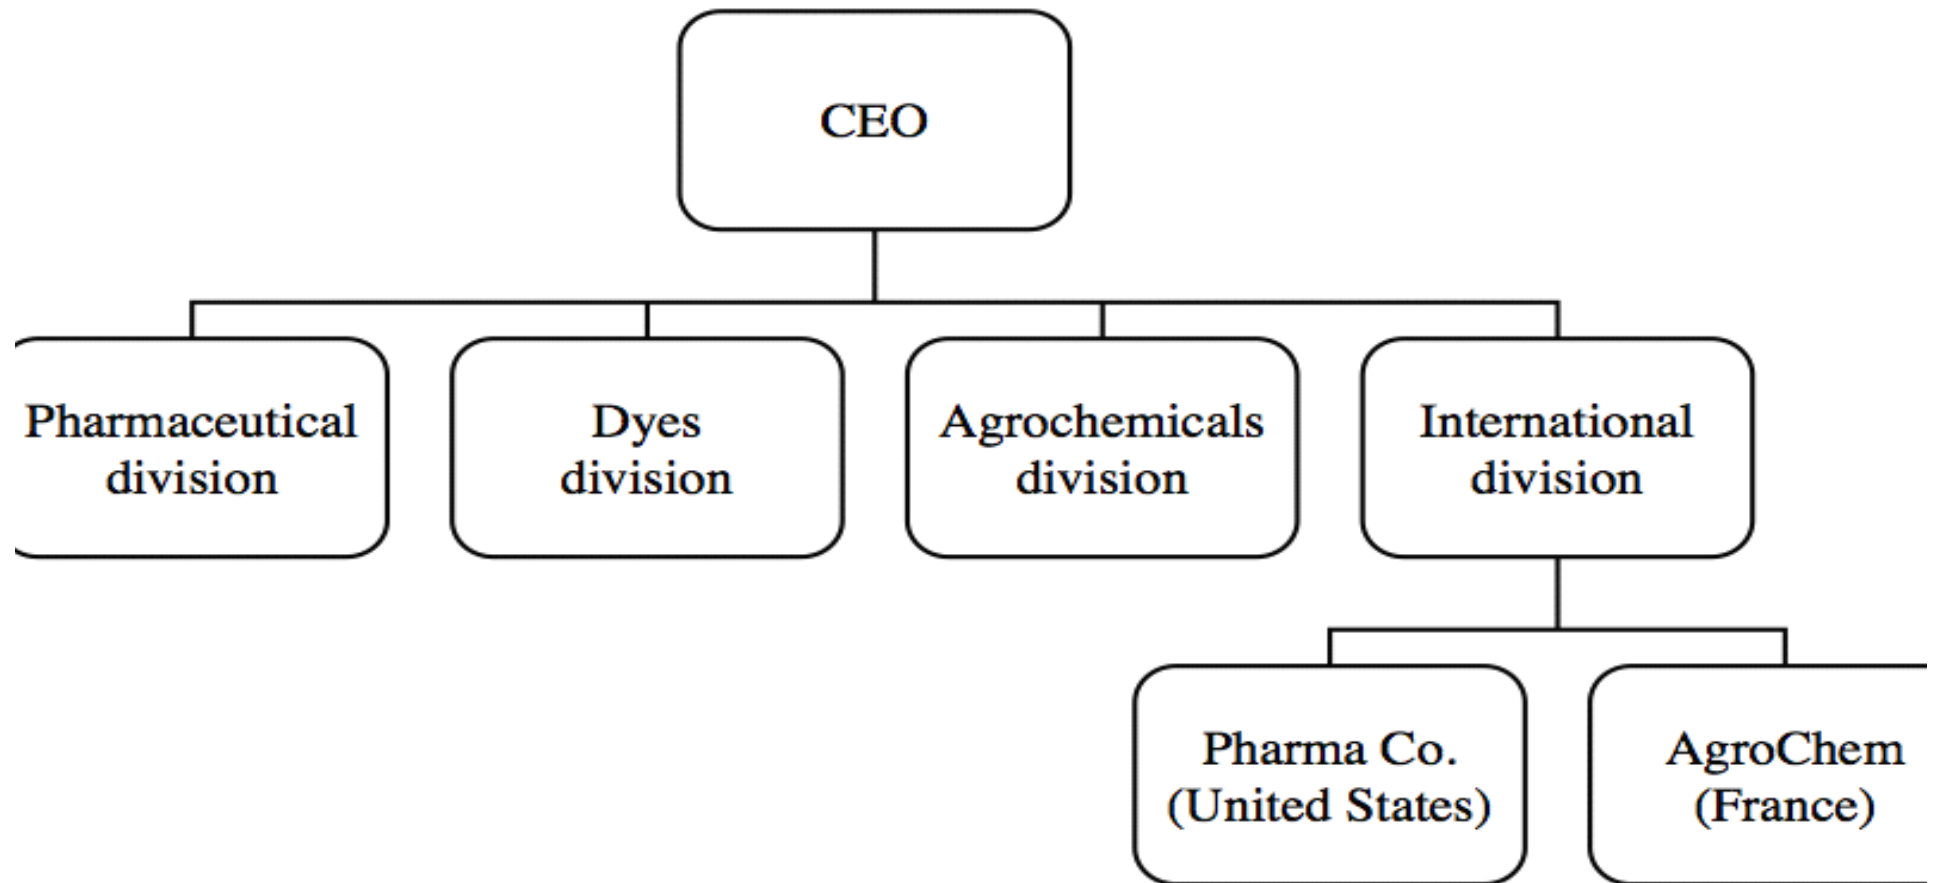 CEO
Pharmaceutical
division
Dyes
division
Agrochemicals
division
International
division
Pharma Co.
(United States)
AgroChem
(France)